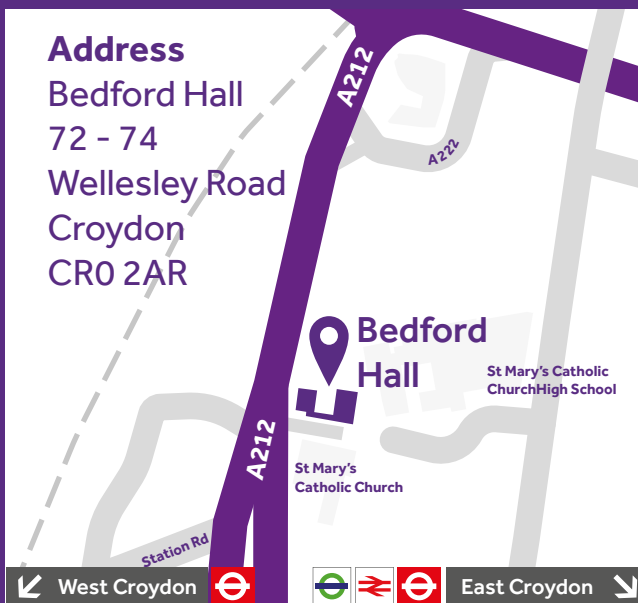 Address
Bedford Hall
72 - 74
Wellesley Road
Croydon
CR0 2AR
A212
A222
Bedford
Hall
St Mary's Catholic
ChurchHigh School
A212
St Mary's
Catholic Church
Station Rd
West Croydon
East Croydon